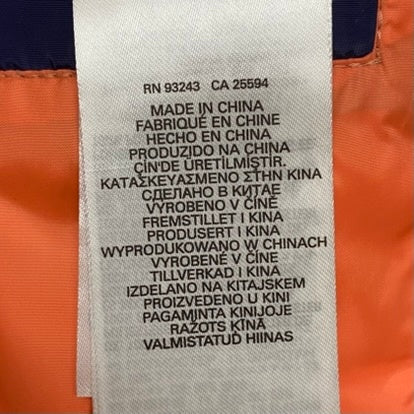 RN 93243 CA 25594
MADE IN CHINA
FABRIQUÉ EN CHINE
HECHO EN CHINA
PRODUZIDO NA CHINA
ÇİN'DE ÜRETİLMİŞTİR.
ΚΑΤΑΣΚΕΥΑΣΜΕΝΟ ΣΤΗΝ ΚΙΝΑ
СДЕЛАНО В КИТАЕ
VÝROBENO V ČÍNĚ
FREMSTILLET I KINA
PRODUSERT I KINA
WYPRODUKOWANO W CHINACH
VYROBENÉ V ČÍNE
TILLVERKAD I KINA
IZDELANO NA KITAJSKEM
PROIZVEDENO U KINI
PAGAMINTA KINIJOJE
RAŽOTS ĶĪNĀ
VALMISTATUD HIINAS